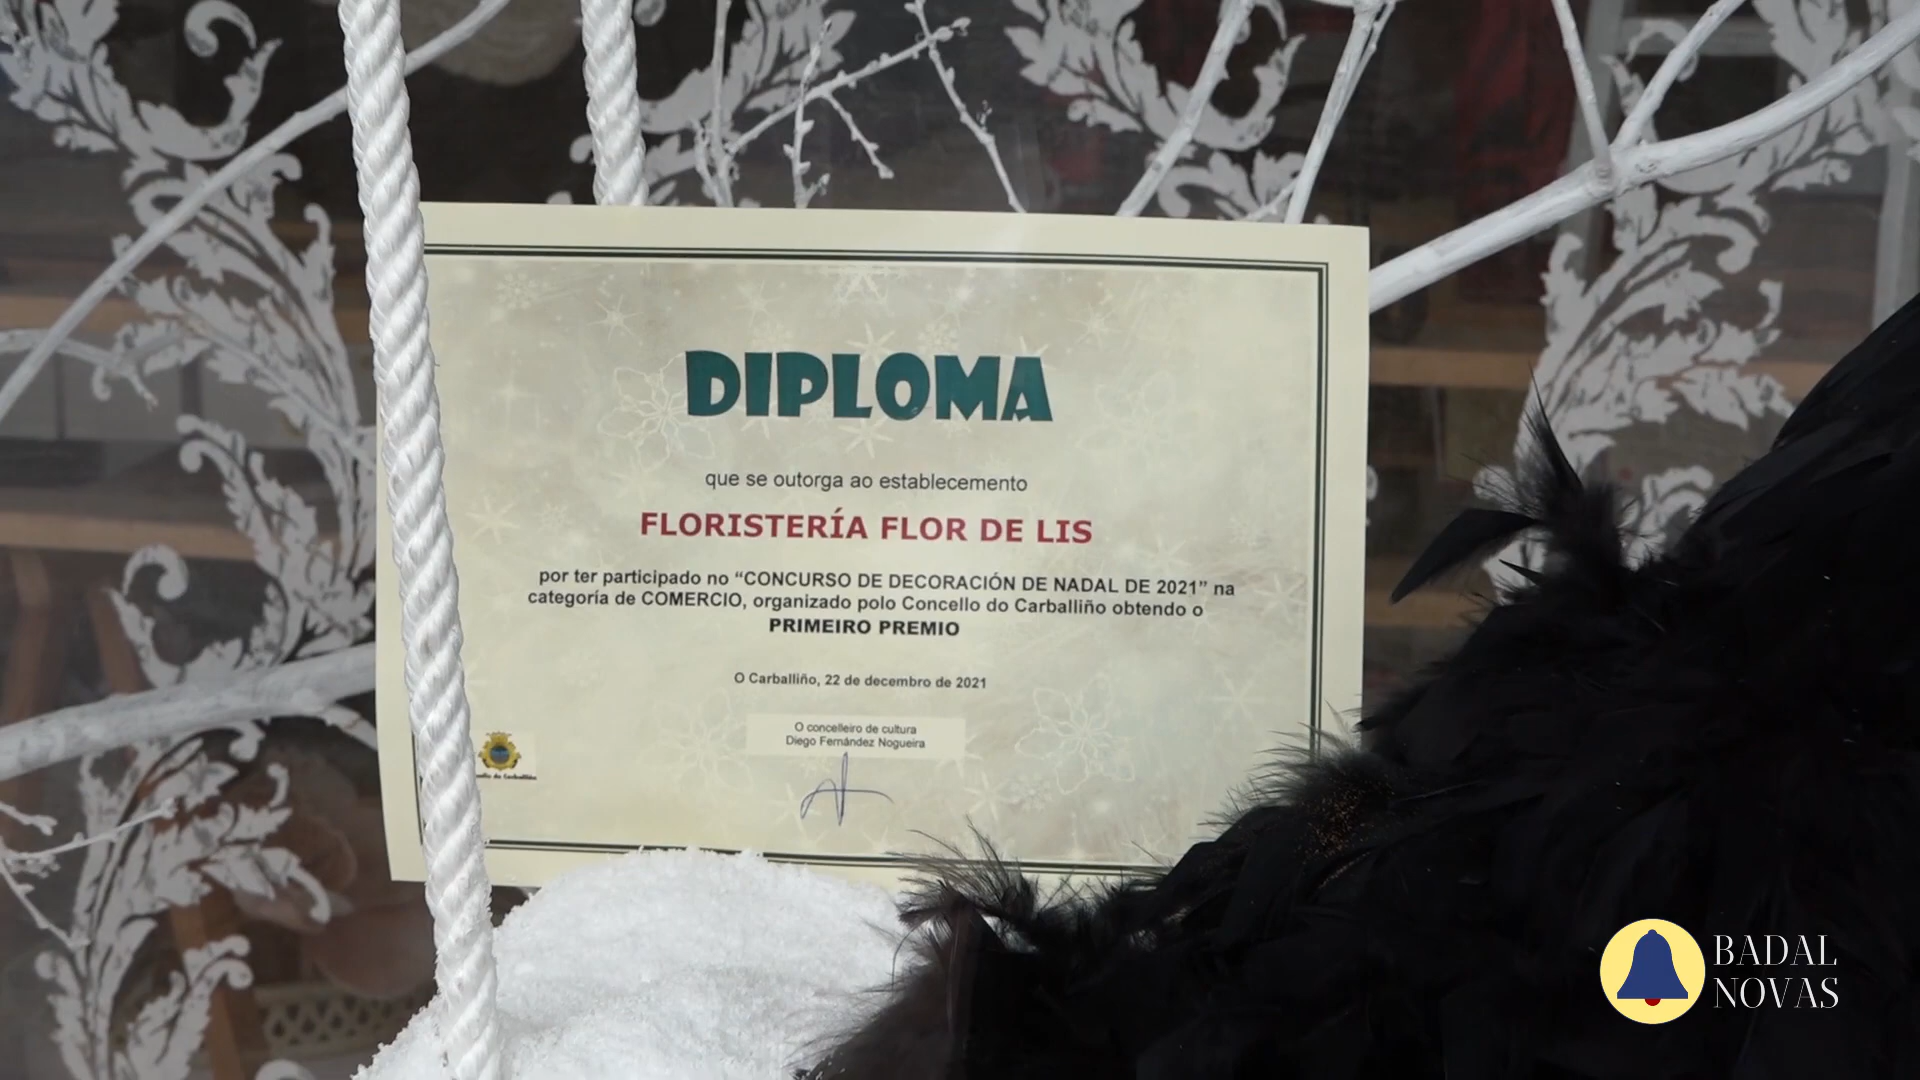 DIPLOMA
que se outorga ao establecemento
FLORISTERÍA FLOR DE LIS
por ter participado no “CONCURSO DE DECORACIÓN DE NADAL DE 2021” na
categoría de COMERCIO, organizado polo Concello do Carballiño obtendo o
PRIMEIRO PREMIO
O Carballiño, 22 de decembro de 2021
O concelleiro de cultura
Diego Fernández Nogueira
do Carballiño
BADAL
NOVAS